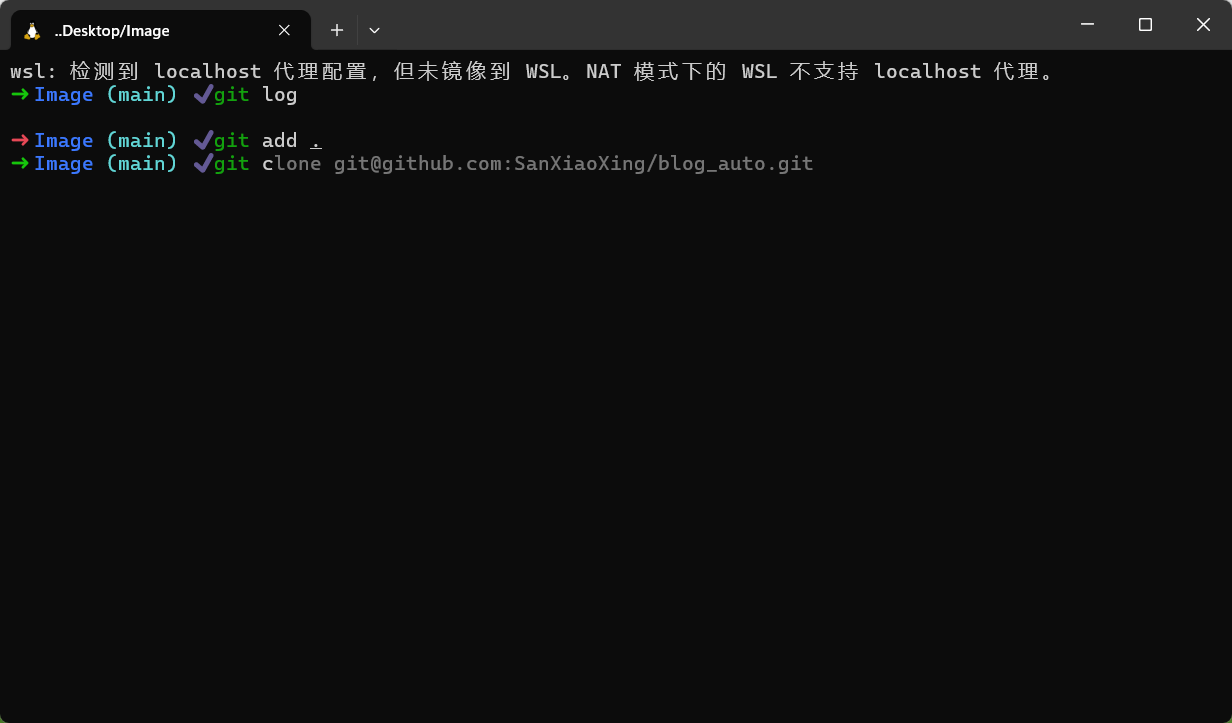 ..Desktop/Image
wsl: 检测到 localhost 代理配置，但未镜像到 WSL。NAT 模式下的 WSL 不支持 localhost 代理。
➜ Image (main) ✔git log
➜ Image (main) ✔git add .
➜ Image (main) ✔git clone git@github.com:SanXiaoXing/blog_auto.git